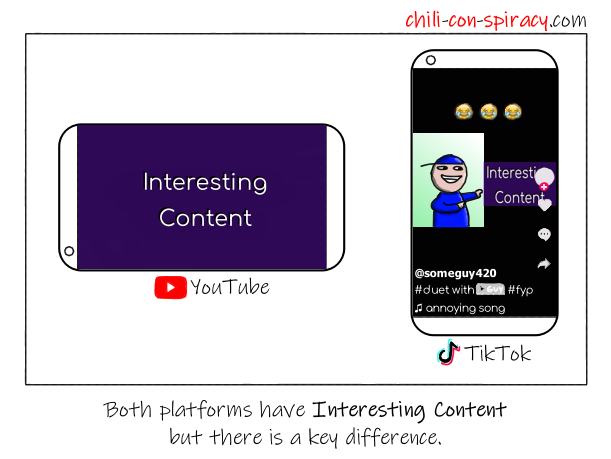 chili-con-spiracy.com
😂 😂 😂
Interesting
Content
Interesting
Content
@someguy420
#duet with GUY #fyp
♫ annoying song
YouTube
TikTok
Both platforms have Interesting Content
but there is a key difference.